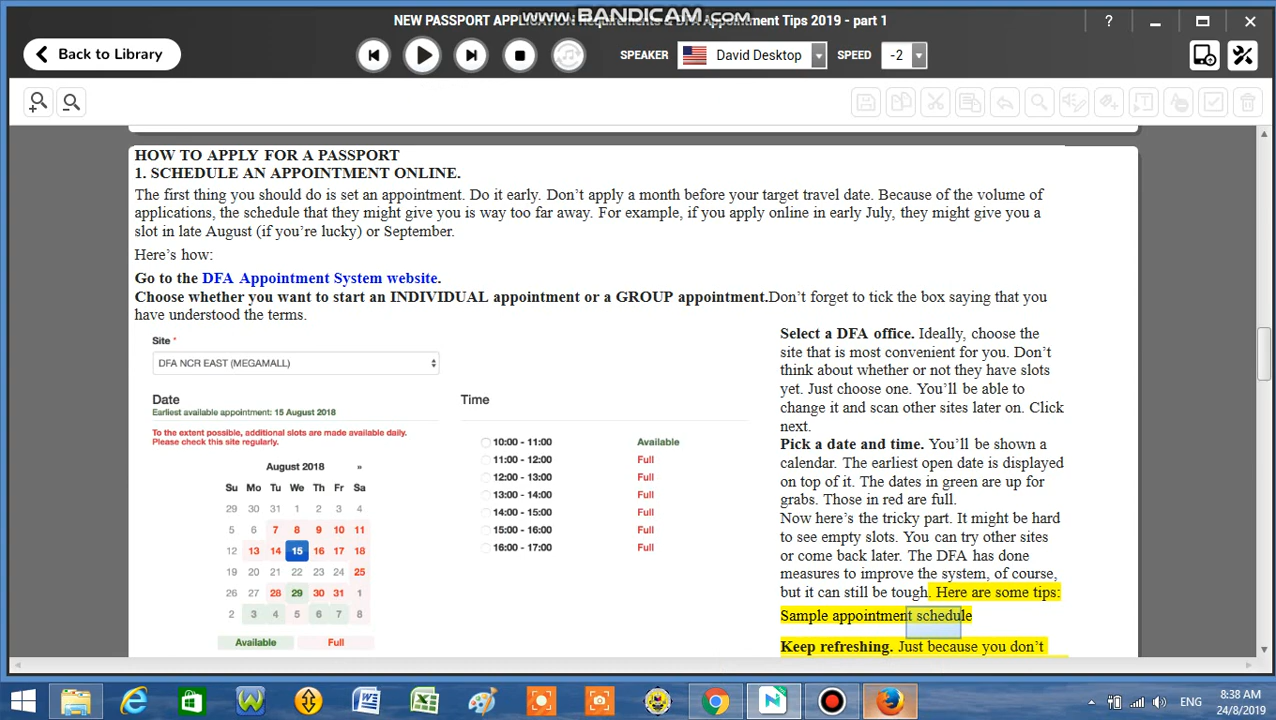 NEW PASSPORT APPLICATION Requirements & DFA Appointment Tips 2019 - part 1
www.BANDICAM.com
Back to Library
SPEAKER
David Desktop
SPEED
-2
HOW TO APPLY FOR A PASSPORT
1. SCHEDULE AN APPOINTMENT ONLINE.
The first thing you should do is set an appointment. Do it early. Don’t apply a month before your target travel date. Because of the volume of
applications, the schedule that they might give you is way too far away. For example, if you apply online in early July, they might give you a
slot in late August (if you’re lucky) or September.
Here’s how:
Go to the DFA Appointment System website.
Choose whether you want to start an INDIVIDUAL appointment or a GROUP appointment.Don’t forget to tick the box saying that you
have understood the terms.
Site *
DFA NCR EAST (MEGAMALL)
Date
Earliest available appointment: 15 August 2018
To the extent possible, additional slots are made available daily.
Please check this site regularly.
August 2018 »
Su Mo Tu We Th Fr Sa
29 30 31 1 2 3 4
5 6 7 8 9 10 11
12 13 14 15 16 17 18
19 20 21 22 23 24 25
26 27 28 29 30 31 1
2 3 4 5 6 7 8
Available Full
Time
10:00 - 11:00 Available
11:00 - 12:00 Full
12:00 - 13:00 Full
13:00 - 14:00 Full
14:00 - 15:00 Full
15:00 - 16:00 Full
16:00 - 17:00 Full
Select a DFA office. Ideally, choose the
site that is most convenient for you. Don’t
think about whether or not they have slots
yet. Just choose one. You’ll be able to
change it and scan other sites later on. Click
next.
Pick a date and time. You’ll be shown a
calendar. The earliest open date is displayed
on top of it. The dates in green are up for
grabs. Those in red are full.
Now here’s the tricky part. It might be hard
to see empty slots. You can try other sites
or come back later. The DFA has done
measures to improve the system, of course,
but it can still be tough. Here are some tips:
Sample appointment schedule
Keep refreshing. Just because you don’t
ENG
8:38 AM
24/8/2019